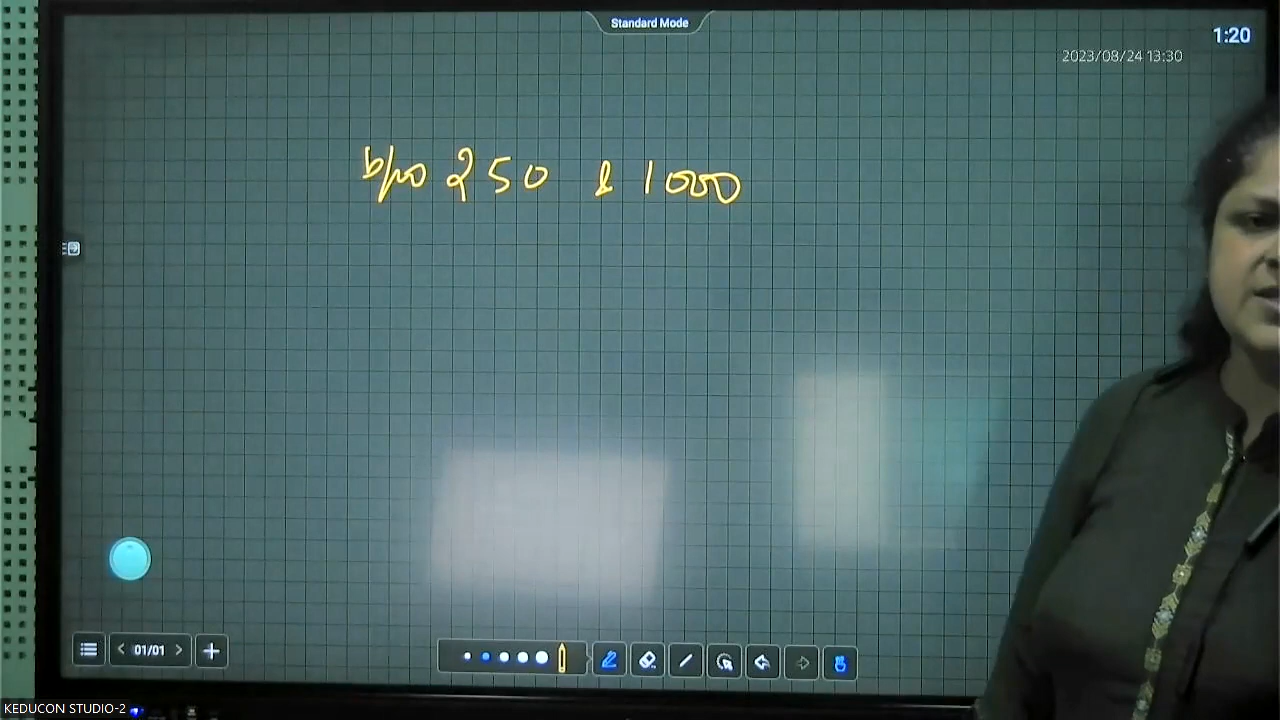 Standard Mode
1:20
2023/08/24 13:30
b/w 250 & 1000
01/01
KEDUCON STUDIO-2